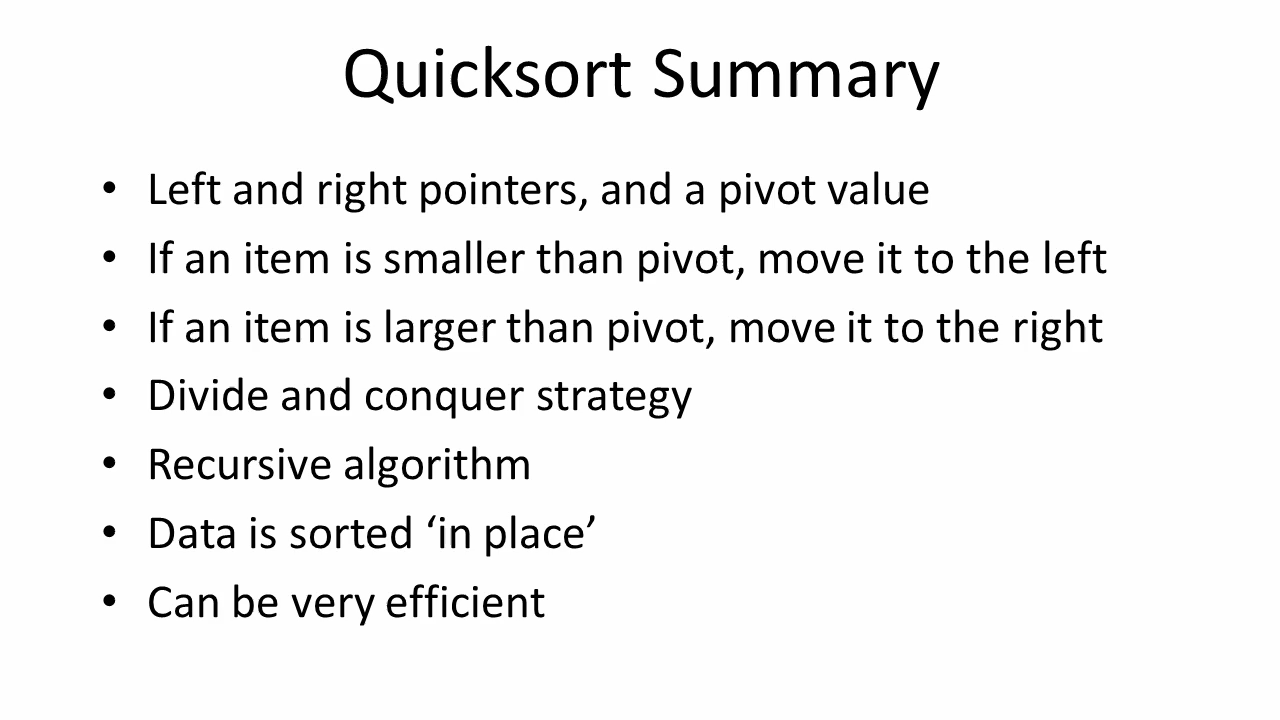 Quicksort Summary
• Left and right pointers, and a pivot value
• If an item is smaller than pivot, move it to the left
• If an item is larger than pivot, move it to the right
• Divide and conquer strategy
• Recursive algorithm
• Data is sorted ‘in place’
• Can be very efficient